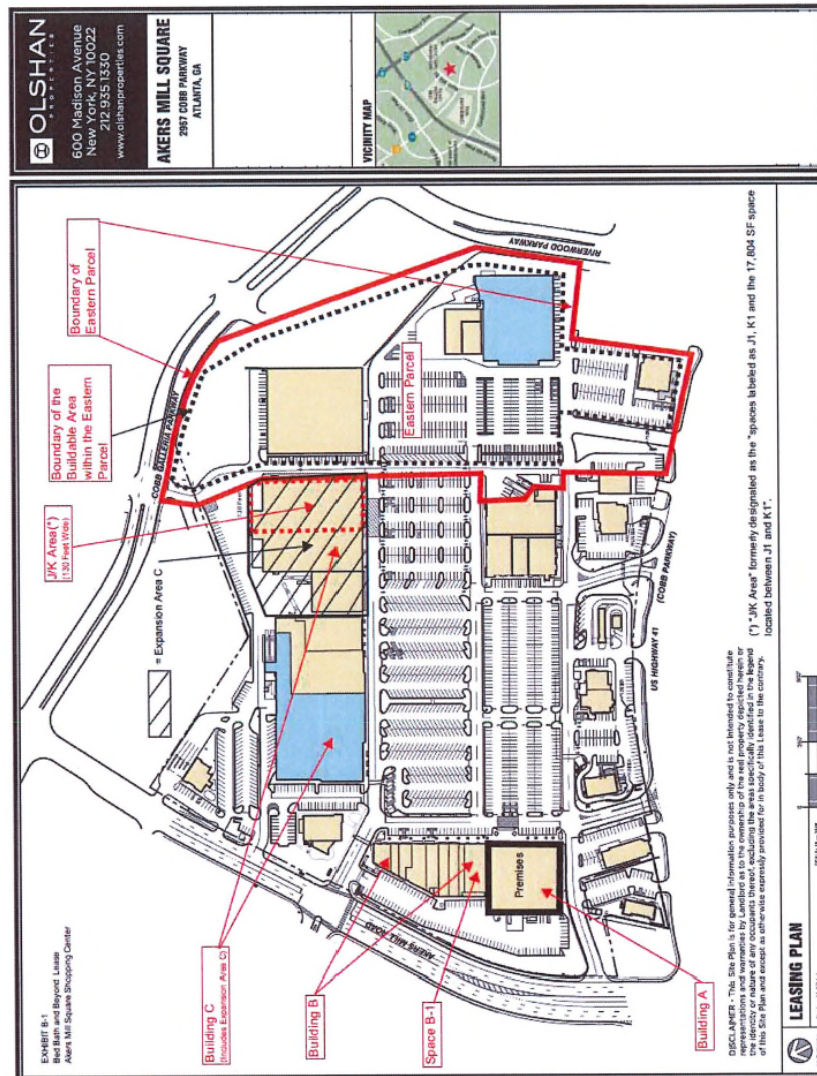 EXHIBIT B-1
Bed Bath and Beyond Lease
Akers Mill Square Shopping Center
Building C
(Includes Expansion Area C)
Building B
Space B-1
Building A
= Expansion Area C
J/K Area(*)
(130 Feet Wide)
Boundary of the
Buildable Area
within the Eastern
Parcel
Boundary of
Eastern Parcel
COBB GALLERIA PARKWAY
RIVERWOOD PARKWAY
Eastern Parcel
AKERS MILL ROAD
Premises
US HIGHWAY 41
(COBB PARKWAY)
DISCLAIMER - This Site Plan is for general information purposes only and is not intended to constitute
representations and warranties by Landlord as to the ownership of the real property depicted herein or
the identity or nature of any occupants thereof, excluding the areas specifically identified in the legend
of this Site Plan and except as otherwise expressly provided for in body of this Lease to the contrary.
(*) "J/K Area" formerly designated as the "spaces labeled as J1, K1 and the 17,804 SF space
located between J1 and K1".
LEASING PLAN
OLSHAN
PROPERTIES
600 Madison Avenue
New York, NY 10022
212.935.1330
www.olshanproperties.com
AKERS MILL SQUARE
2967 COBB PARKWAY
ATLANTA, GA
VICINITY MAP